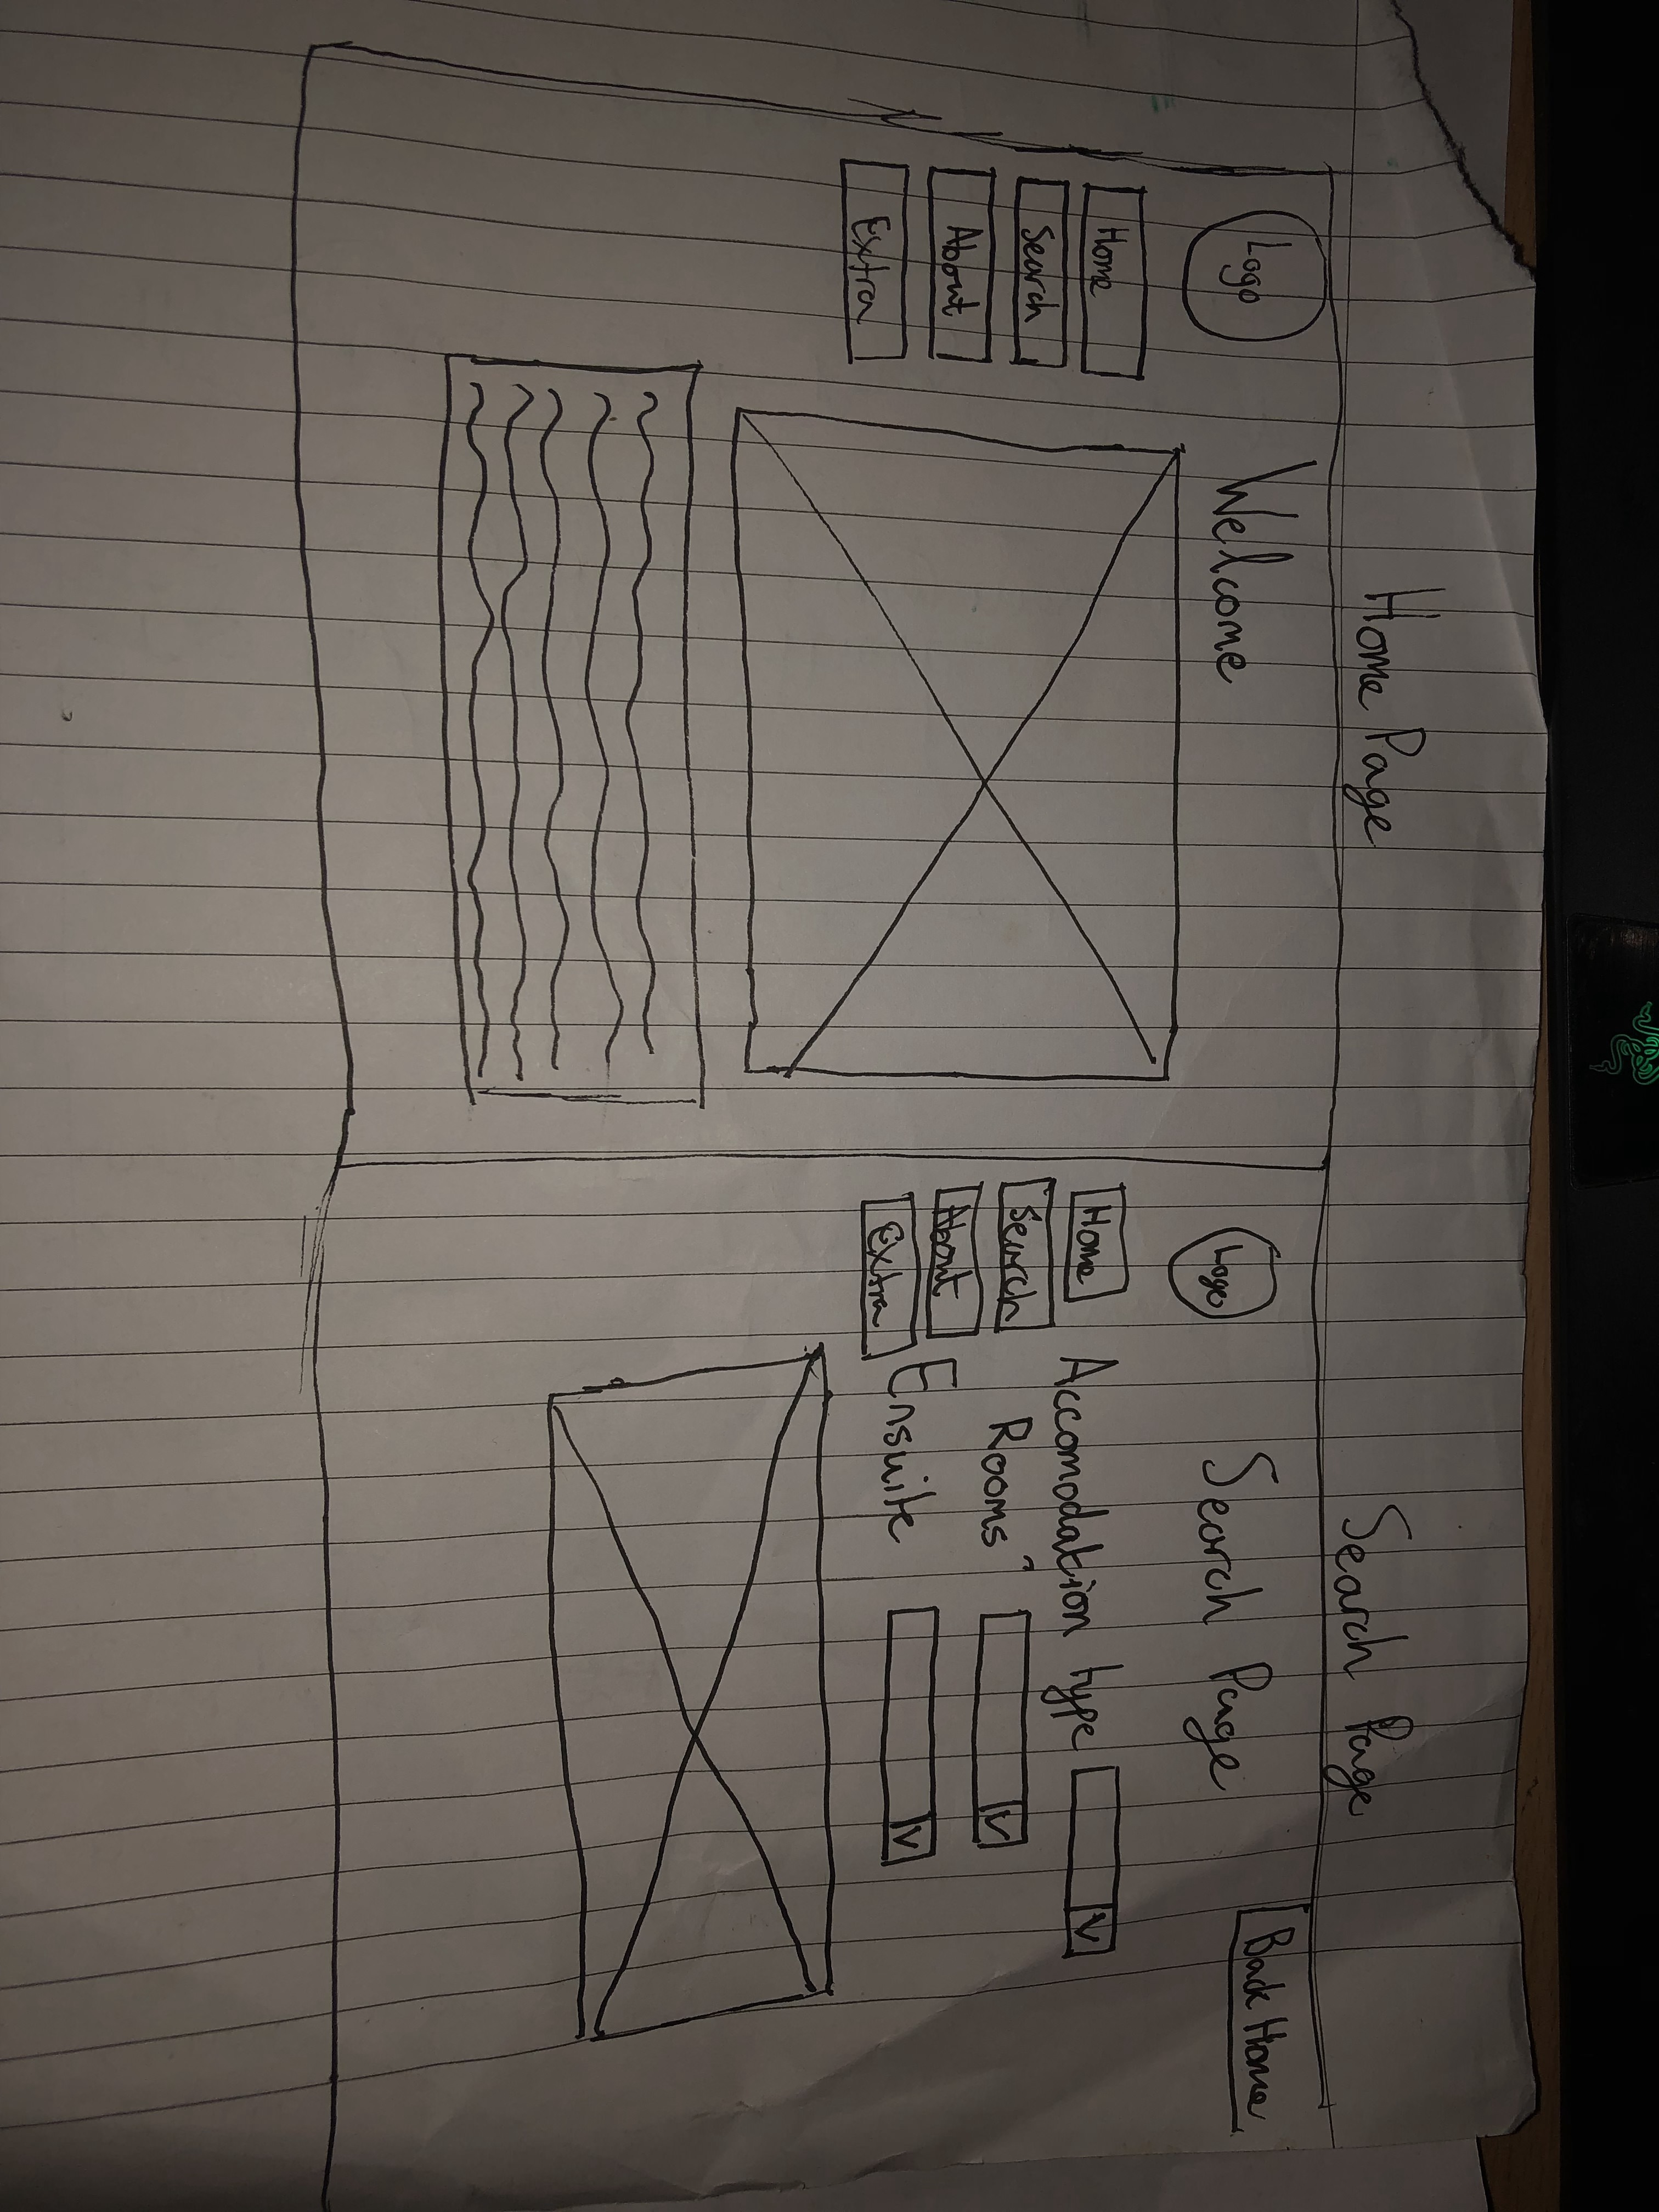 Home Page
Logo
Welcome
Home
Search
About
Extra
Search Page
Logo
Search Page
Back Home
Home
Search
About
Extra
Accomodation type
Rooms
Ensuite